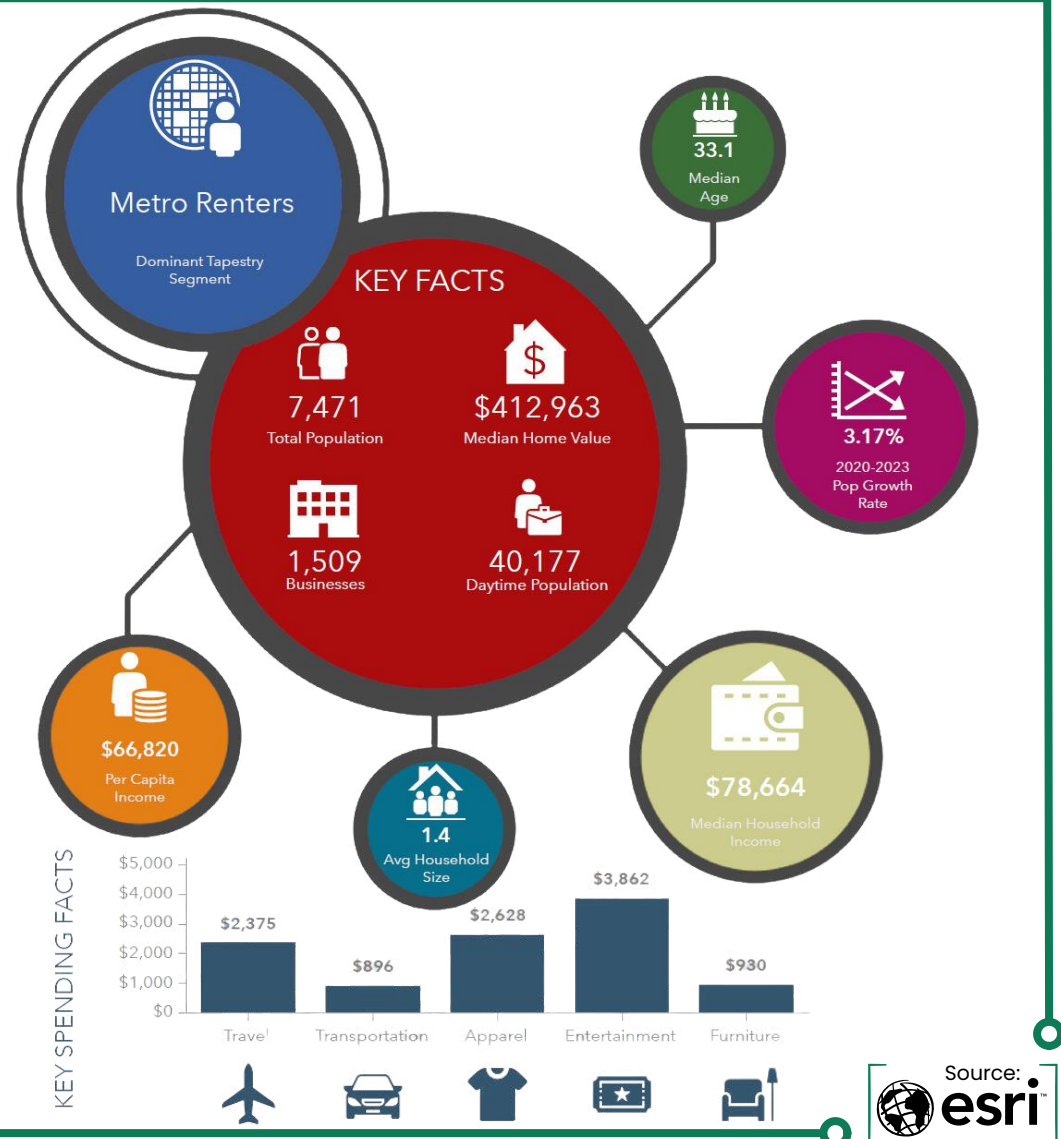 Metro Renters
Dominant Tapestry
Segment
33.1
Median
Age
KEY FACTS
7,471
Total Population
$412,963
Median Home Value
1,509
Businesses
40,177
Daytime Population
3.17%
2020-2023
Pop Growth
Rate
$66,820
Per Capita
Income
1.4
Avg Household
Size
$78,664
Median Household
Income
KEY SPENDING FACTS
$5,000
$4,000
$3,000
$2,000
$1,000
$0
$2,375
$896
$2,628
$3,862
$930
Travel
Transportation
Apparel
Entertainment
Furniture
Source:
esri™